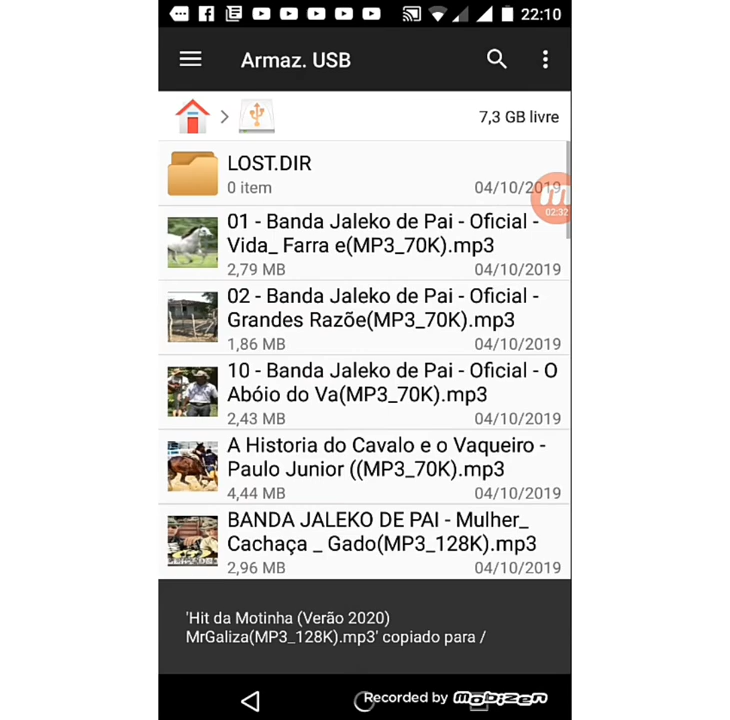 22:10
Armaz. USB
7,3 GB livre
LOST.DIR
0 item
04/10/2019
02:32
01 - Banda Jaleko de Pai - Oficial -
Vida_ Farra e(MP3_70K).mp3
2,79 MB
04/10/2019
02 - Banda Jaleko de Pai - Oficial -
Grandes Razõe(MP3_70K).mp3
1,86 MB
04/10/2019
10 - Banda Jaleko de Pai - Oficial - O
Abóio do Va(MP3_70K).mp3
2,43 MB
04/10/2019
A Historia do Cavalo e o Vaqueiro -
Paulo Junior ((MP3_70K).mp3
4,44 MB
04/10/2019
BANDA JALEKO DE PAI - Mulher_
Cachaça _ Gado(MP3_128K).mp3
2,96 MB
04/10/2019
'Hit da Motinha (Verão 2020)
MrGaliza(MP3_128K).mp3' copiado para /
Recorded by mobizen